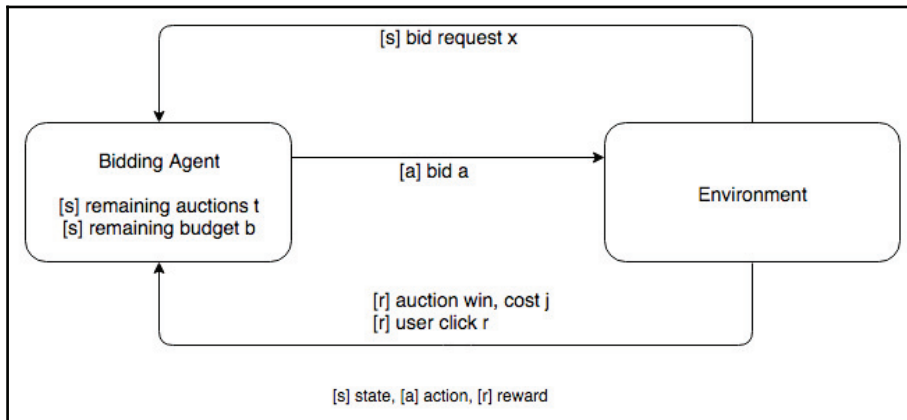 [s] bid request x
Bidding Agent
[s] remaining auctions t
[s] remaining budget b
[a] bid a
Environment
[r] auction win, cost j
[r] user click r
[s] state, [a] action, [r] reward